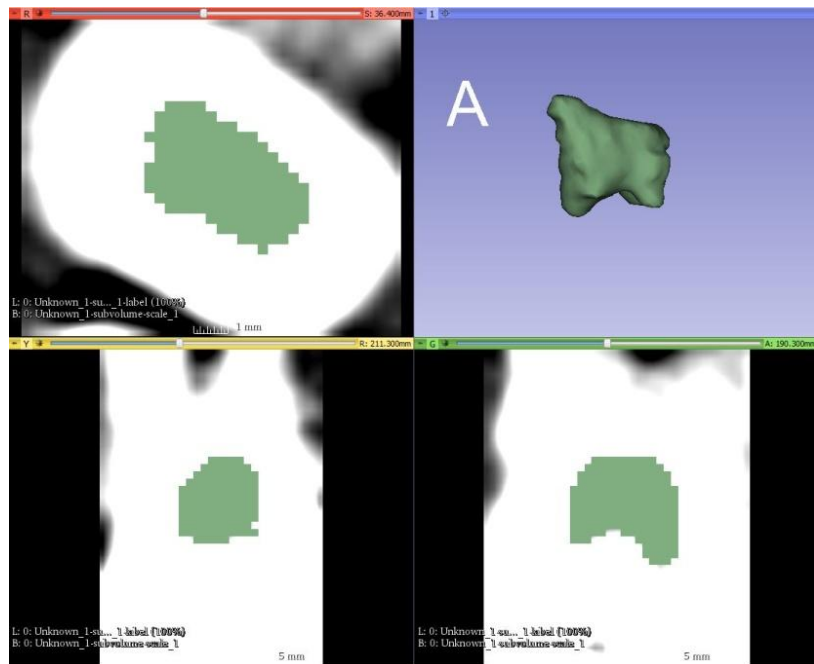 R
S: 36.400mm
1
A
L: 0: Unknown_1-su..._1-label (100%)
B: 0: Unknown_1-subvolume-scale_1
1 mm
Y
R: 211.300mm
G
A: 190.300mm
L: 0: Unknown_1-su..._1-label (100%)
B: 0: Unknown_1-subvolume-scale_1
5 mm
L: 0: Unknown_1-su..._1-label (100%)
B: 0: Unknown_1-subvolume-scale_1
5 mm